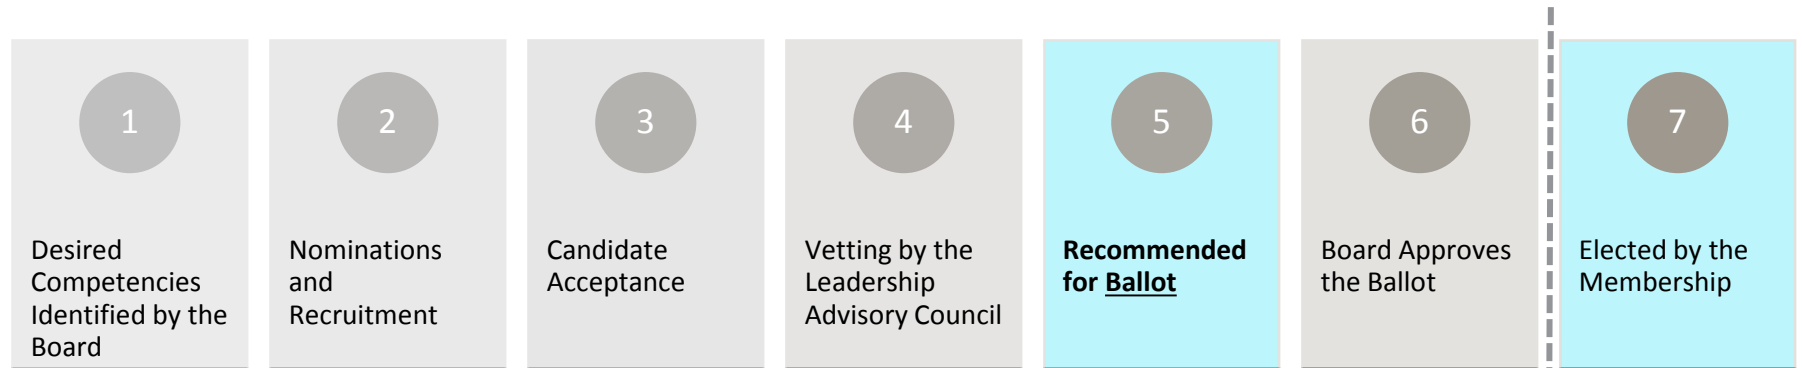 1
Desired
Competencies
Identified by the
Board
2
Nominations
and
Recruitment
3
Candidate
Acceptance
4
Vetting by the
Leadership
Advisory Council
5
Recommended
for Ballot
6
Board Approves
the Ballot
7
Elected by the
Membership